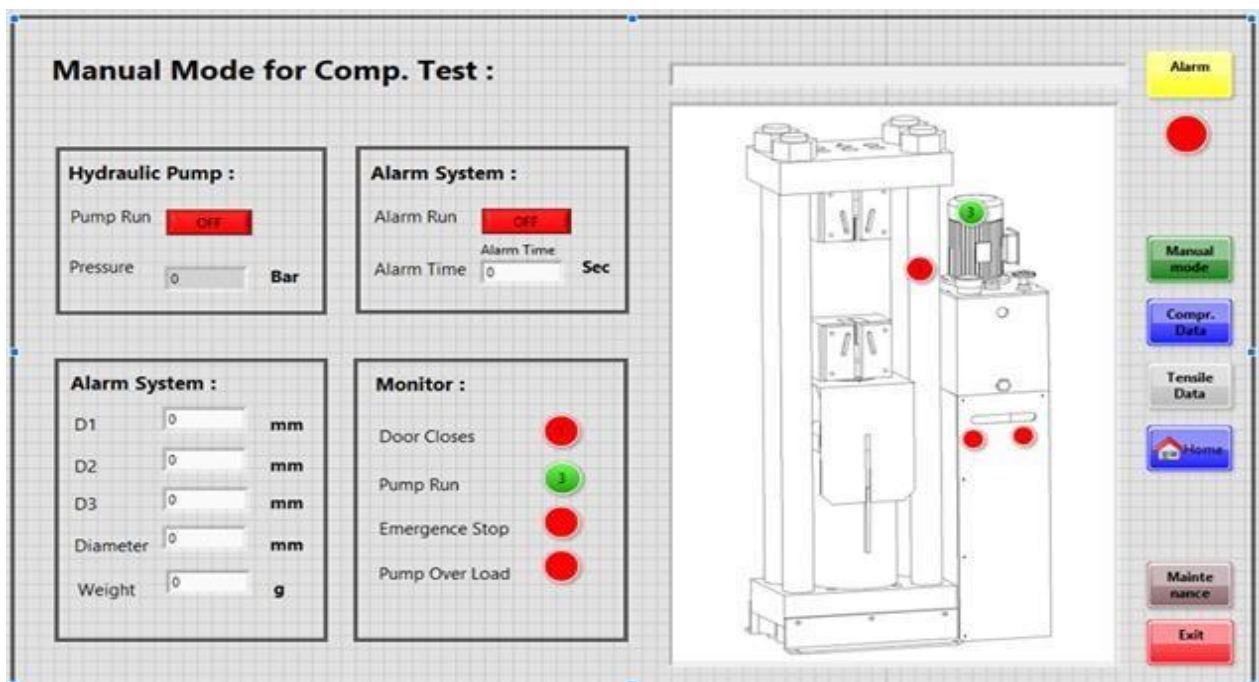 Manual Mode for Comp. Test :
Hydraulic Pump :
Pump Run OFF
Pressure 0 Bar
Alarm System :
Alarm Run OFF
Alarm Time
Alarm Time 0 Sec
Alarm System :
D1 0 mm
D2 0 mm
D3 0 mm
Diameter 0 mm
Weight 0 g
Monitor :
Door Closes
Pump Run 3
Emergence Stop
Pump Over Load
3
Alarm
Manual
mode
Compr.
Data
Tensile
Data
Home
Mainte
nance
Exit